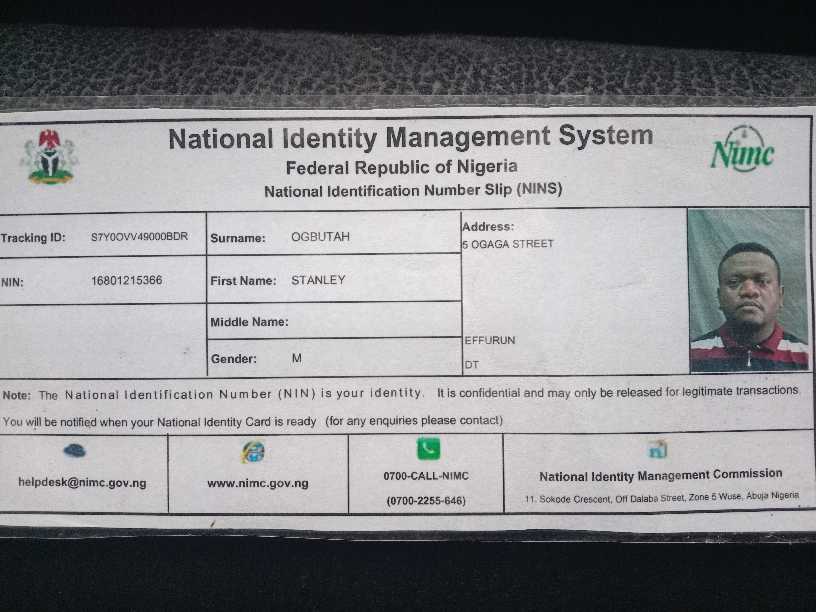 National Identity Management System
Federal Republic of Nigeria
National Identification Number Slip (NINS)
Nimc
Tracking ID: S7Y0OVV49000BDR
Surname: OGBUTAH
Address:
5 OGAGA STREET
NIN: 16801215366
First Name: STANLEY
Middle Name:
Gender: M
EFFURUN
DT
Note: The National Identification Number (NIN) is your identity. It is confidential and may only be released for legitimate transactions.
You will be notified when your National Identity Card is ready (for any enquiries please contact)
helpdesk@nimc.gov.ng
www.nimc.gov.ng
0700-CALL-NIMC
(0700-2255-646)
National Identity Management Commission
11, Sokode Crescent, Off Dalaba Street, Zone 5 Wuse, Abuja Nigeria